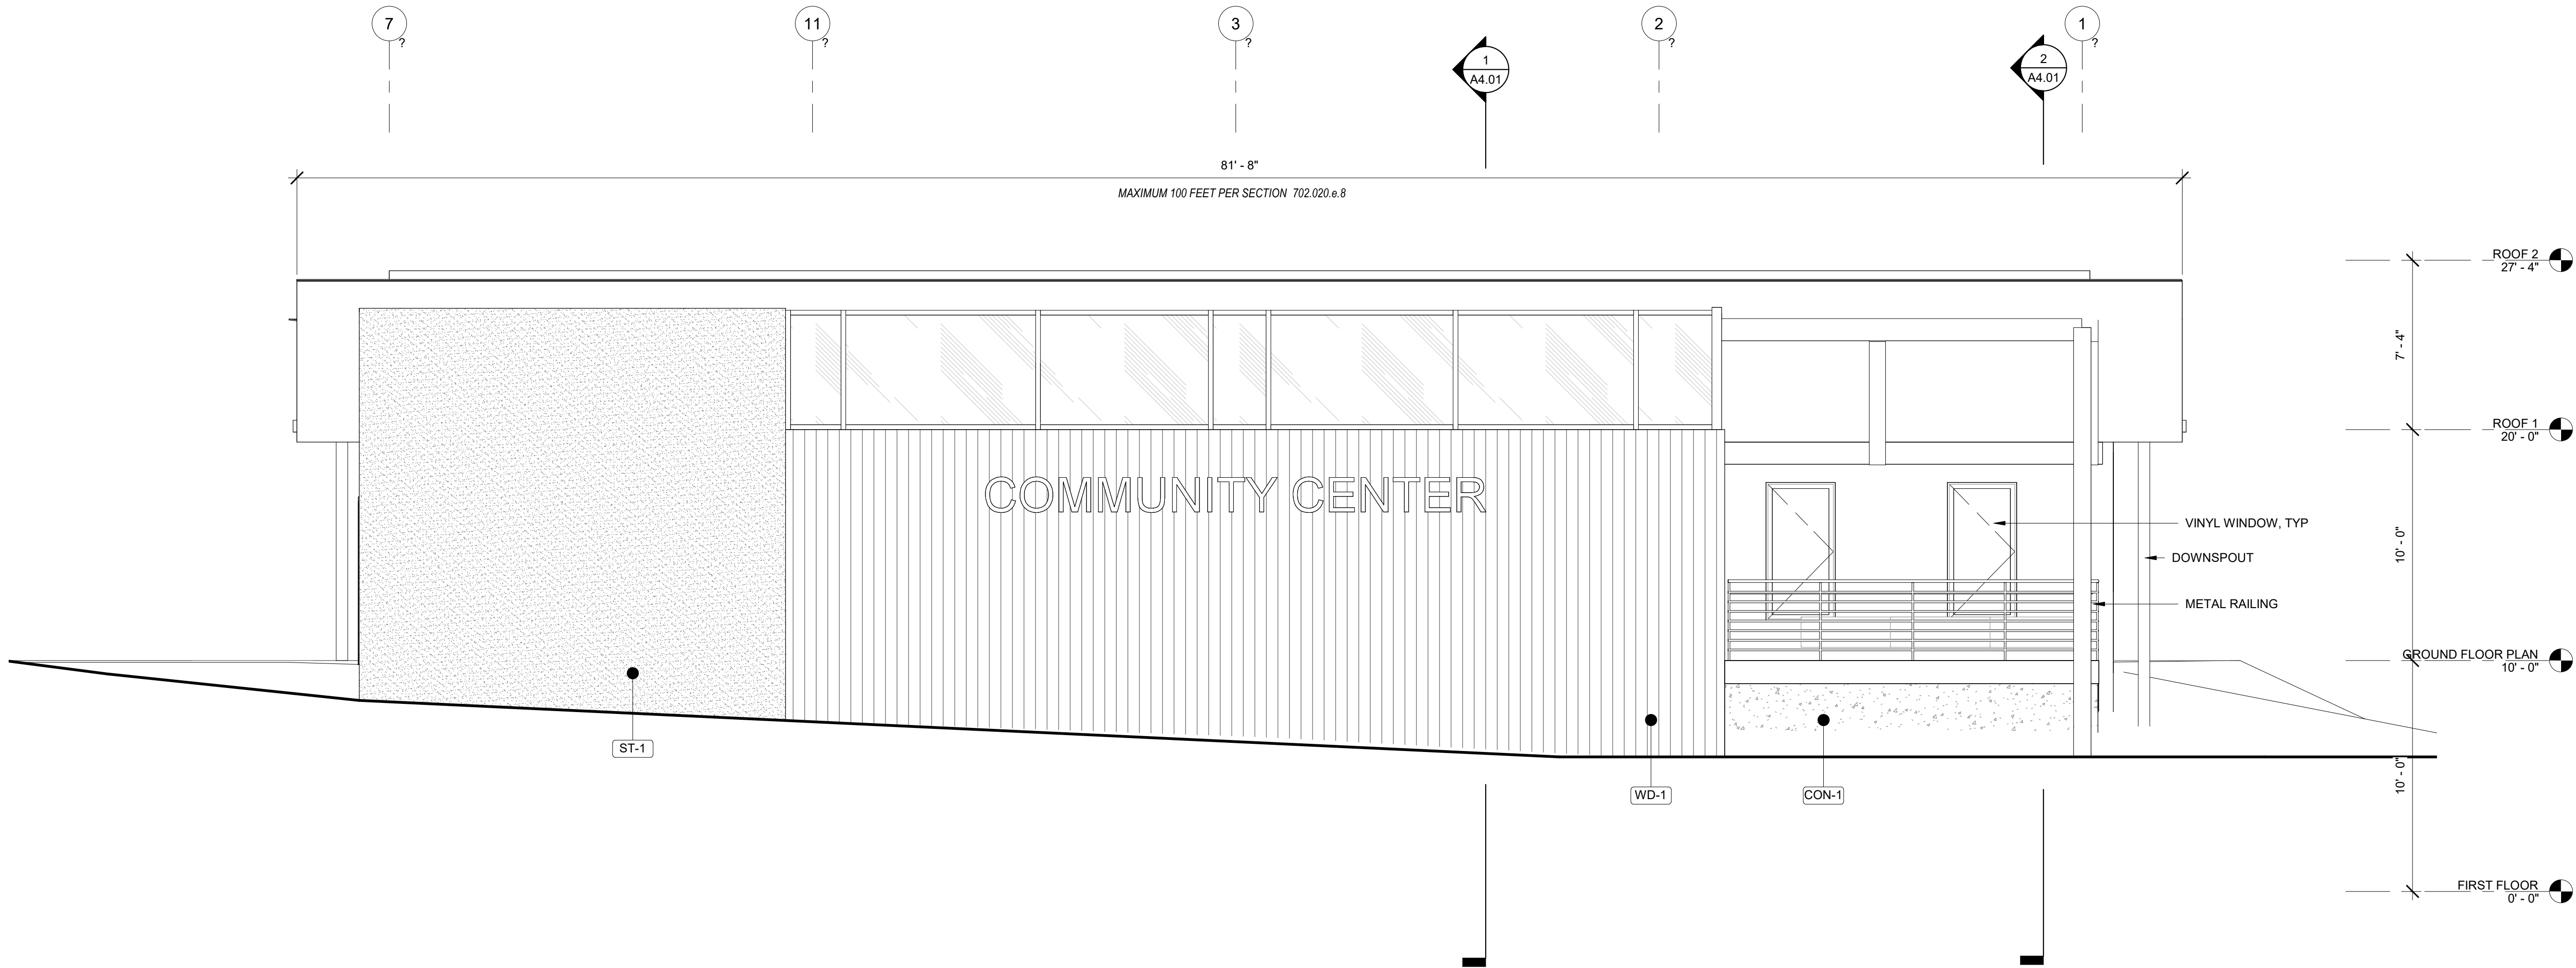 7
?
11
?
3
?
2
?
1
?
1
A4.01
2
A4.01
81' - 8"
MAXIMUM 100 FEET PER SECTION 702.020.e.8
ROOF 2
27' - 4"
7' - 4"
ROOF 1
20' - 0"
COMMUNITY CENTER
VINYL WINDOW, TYP
10' - 0"
DOWNSPOUT
METAL RAILING
GROUND FLOOR PLAN
10' - 0"
ST-1
WD-1
CON-1
10' - 0"
FIRST FLOOR
0' - 0"